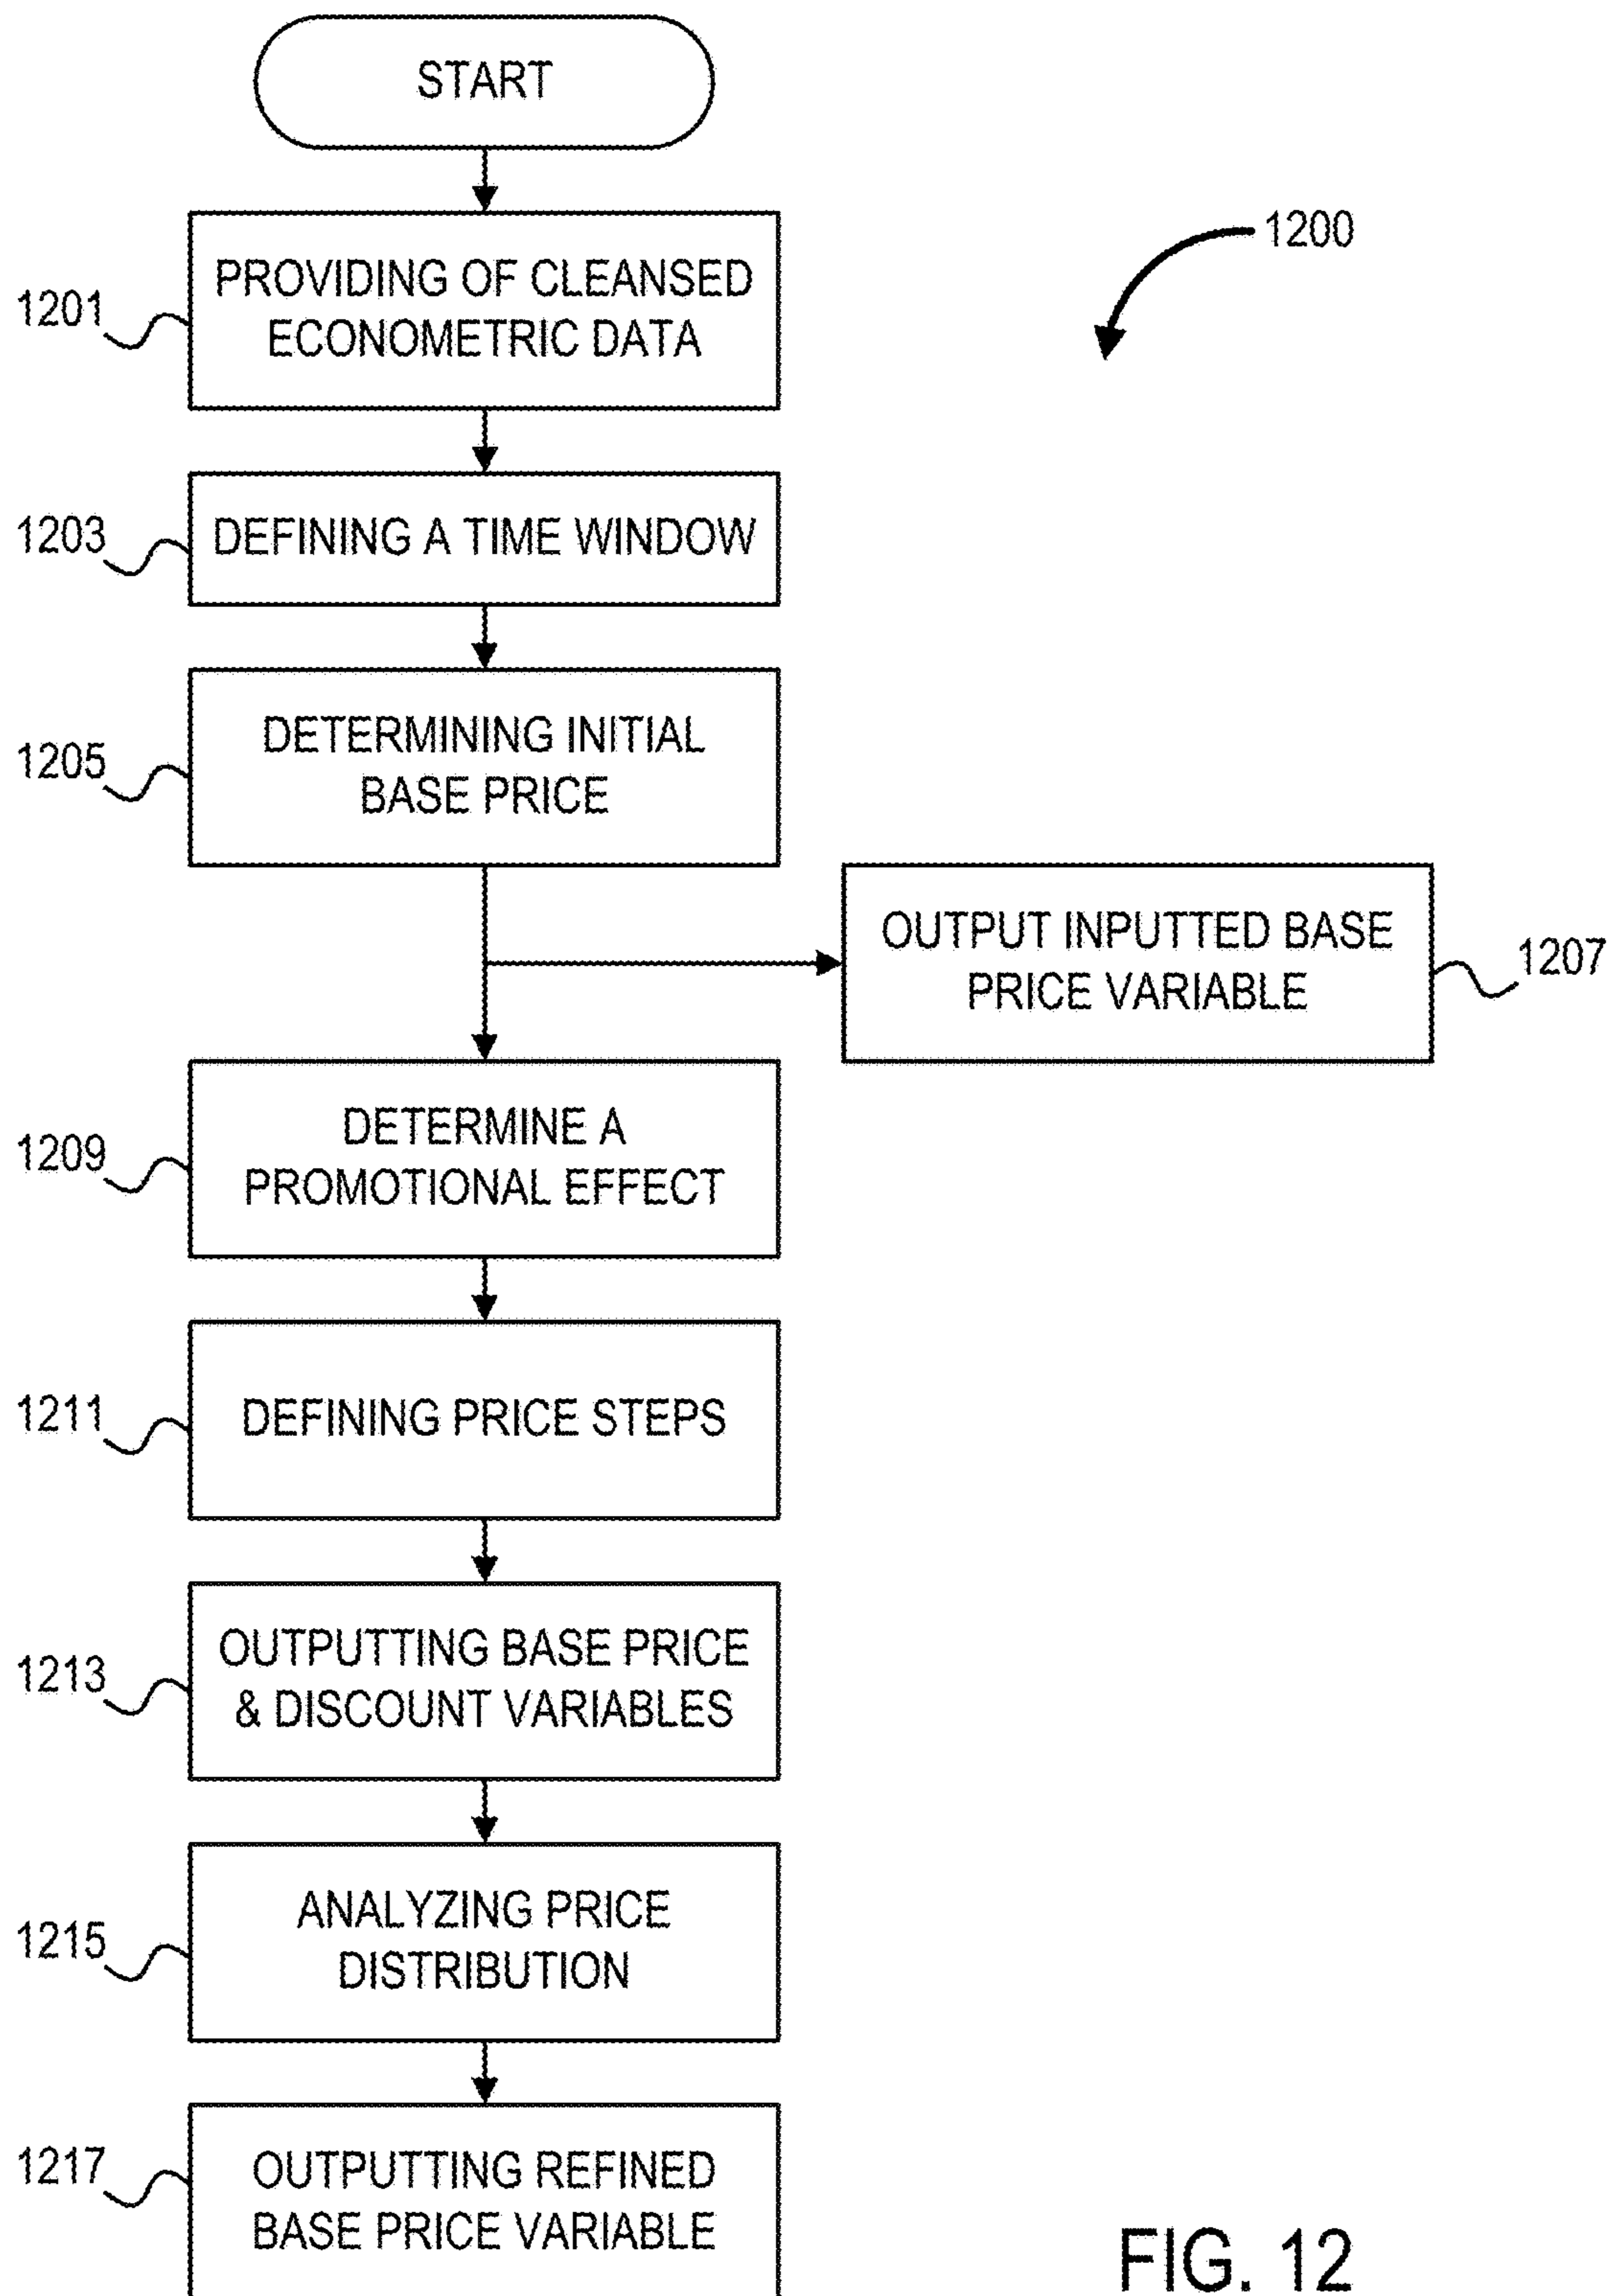 START
1200
PROVIDING OF CLEANSED
ECONOMETRIC DATA
1201
DEFINING A TIME WINDOW
1203
DETERMINING INITIAL
BASE PRICE
1205
OUTPUT INPUTTED BASE
PRICE VARIABLE
1207
DETERMINE A
PROMOTIONAL EFFECT
1209
DEFINING PRICE STEPS
1211
OUTPUTTING BASE PRICE
& DISCOUNT VARIABLES
1213
ANALYZING PRICE
DISTRIBUTION
1215
OUTPUTTING REFINED
BASE PRICE VARIABLE
1217
FIG. 12